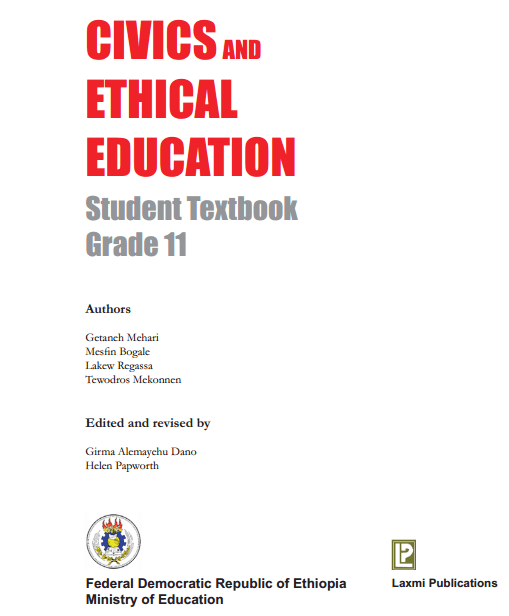 CIVICS AND
ETHICAL
EDUCATION
Student Textbook
Grade 11
Authors
Getaneh Mehari
Mesfin Bogale
Lakew Regassa
Tewodros Mekonnen
Edited and revised by
Girma Alemayehu Dano
Helen Papworth
Federal Democratic Republic of Ethiopia
Ministry of Education
Laxmi Publications